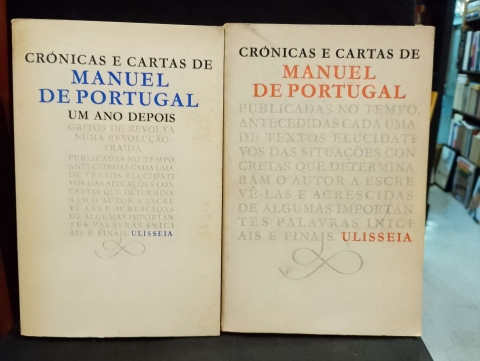 CRÓNICAS E CARTAS DE
MANUEL
DE PORTUGAL
UM ANO DEPOIS
GRITOS DE REVOLTA
NUMA REVOLUÇÃO
TRAÍDA
PUBLICADAS NO TEMPO,
ANTECEDIDAS CADA UMA
DE TEXTOS ELUCIDATI
VOS DAS SITUAÇÕES CON
CRETAS QUE DETERMINA
RAM O AUTOR A ESCRE
VÊ-LAS E ACRESCIDAS
DE ALGUMAS IMPORTAN
TES PALAVRAS INICI
AIS E FINAIS. ULISSEIA
CRÓNICAS E CARTAS DE
MANUEL
DE PORTUGAL
PUBLICADAS NO TEMPO,
ANTECEDIDAS CADA UMA
DE TEXTOS ELUCIDATI
VOS DAS SITUAÇÕES CON
CRETAS QUE DETERMINA
RAM O AUTOR A ESCRE
VÊ-LAS E ACRESCIDAS
DE ALGUMAS IMPORTAN
TES PALAVRAS INICI
AIS E FINAIS. ULISSEIA